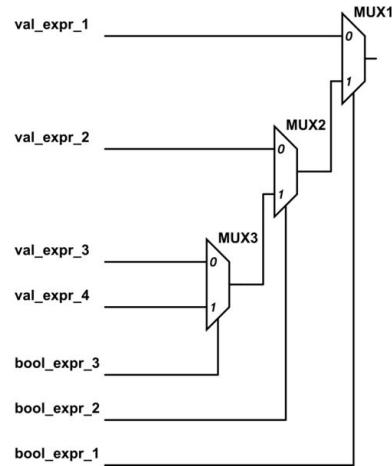 MUX1
val_expr_1
0
1
MUX2
val_expr_2
0
1
MUX3
val_expr_3
0
val_expr_4
1
bool_expr_3
bool_expr_2
bool_expr_1